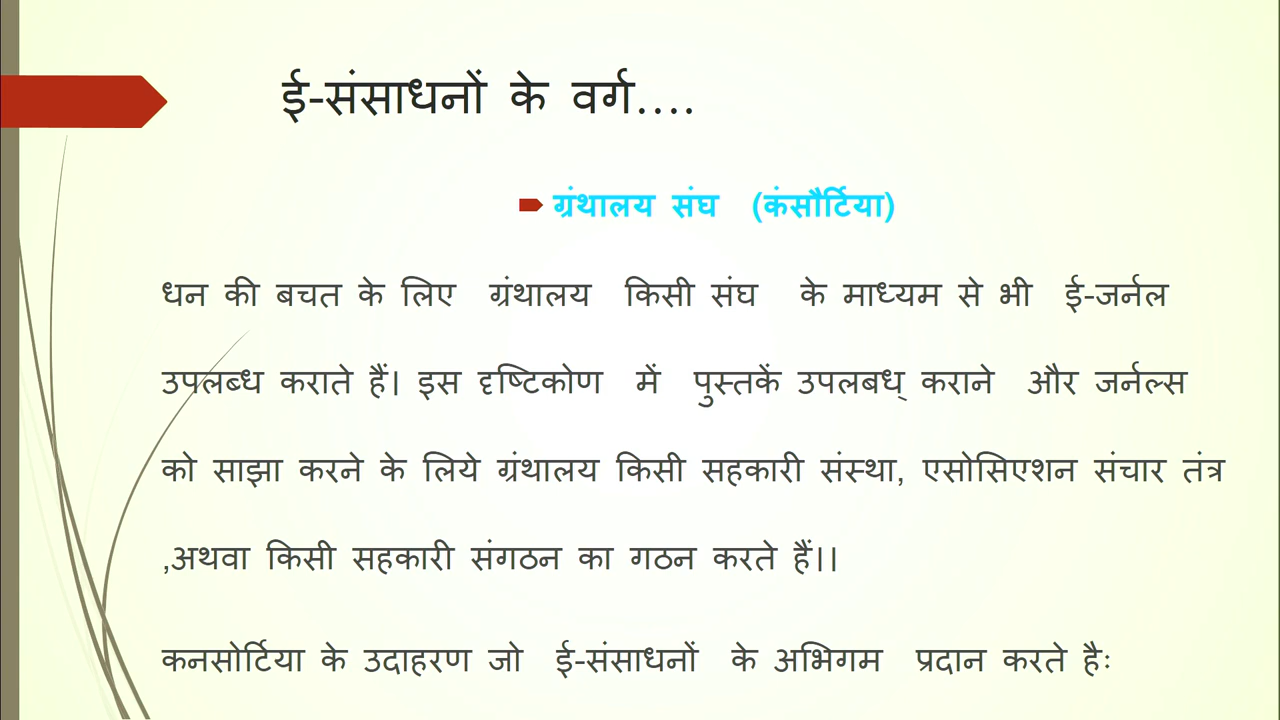 ई-संसाधनों के वर्ग....
ग्रंथालय संघ (कंसौर्टिया)
धन की बचत के लिए ग्रंथालय किसी संघ के माध्यम से भी ई-जर्नल
उपलब्ध कराते हैं। इस दृष्टिकोण में पुस्तकें उपलबध् कराने और जर्नल्स
को साझा करने के लिये ग्रंथालय किसी सहकारी संस्था, एसोसिएशन संचार तंत्र
,अथवा किसी सहकारी संगठन का गठन करते हैं।।
कनसोर्टिया के उदाहरण जो ई-संसाधनों के अभिगम प्रदान करते हैः